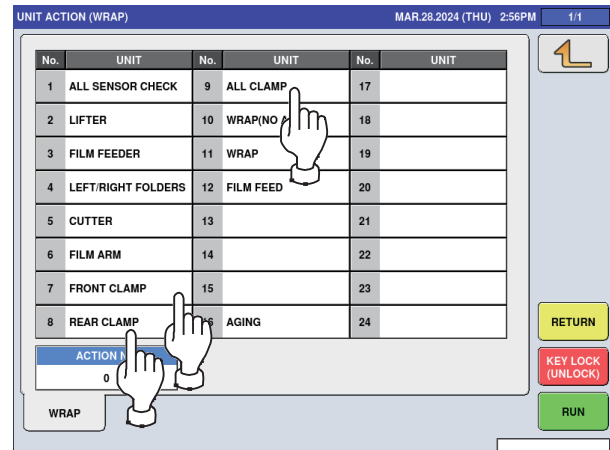 UNIT ACTION (WRAP) MAR.28.2024 (THU) 2:56PM 1/1
No. UNIT No. UNIT No. UNIT
1 ALL SENSOR CHECK 9 ALL CLAMP 17
2 LIFTER 10 WRAP(NO 18
3 FILM FEEDER 11 WRAP 19
4 LEFT/RIGHT FOLDERS 12 FILM FEED 20
5 CUTTER 13 21
6 FILM ARM 14 22
7 FRONT CLAMP 15 23
8 REAR CLAMP AGING 24
RETURN
ACTION
0
KEY LOCK
(UNLOCK)
WRAP
RUN